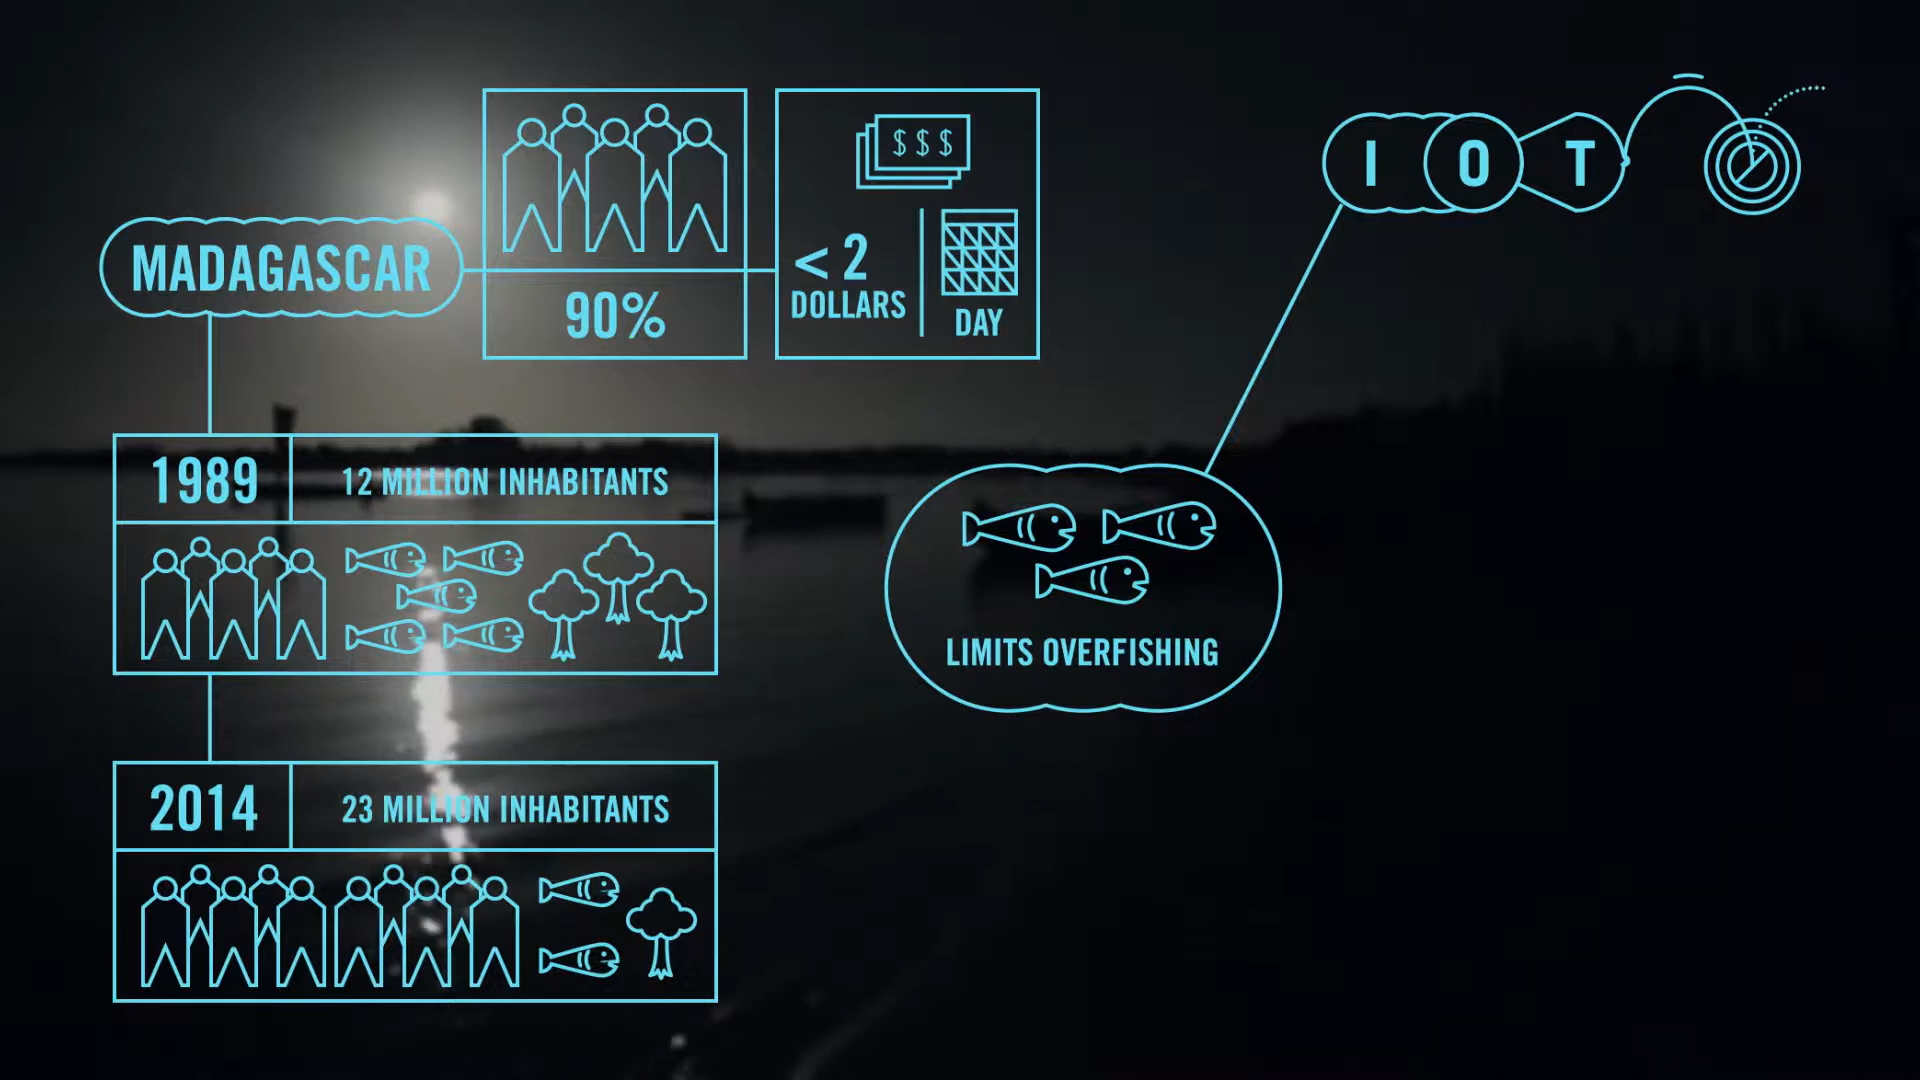 MADAGASCAR
90%
$ $ $
< 2
DOLLARS
DAY
1989
12 MILLION INHABITANTS
2014
23 MILLION INHABITANTS
I O T
LIMITS OVERFISHING